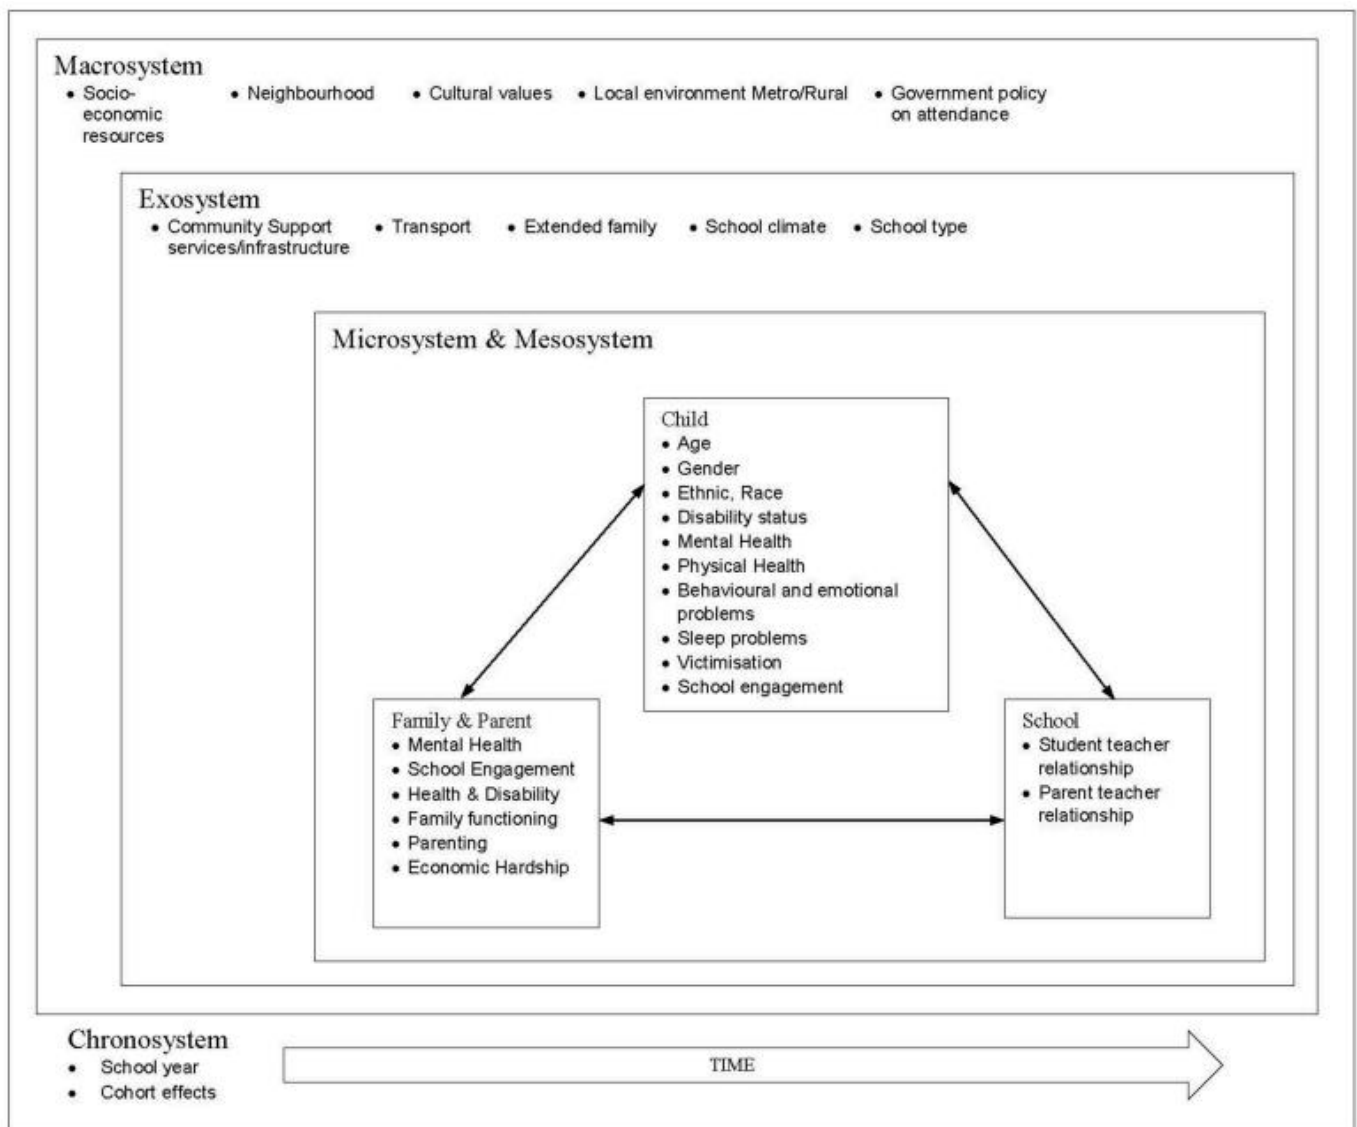 Macrosystem
• Socio-
economic
resources
• Neighbourhood
• Cultural values
• Local environment Metro/Rural
• Government policy
on attendance
Exosystem
• Community Support
services/infrastructure
• Transport
• Extended family
• School climate
• School type
Microsystem & Mesosystem
Child
• Age
• Gender
• Ethnic, Race
• Disability status
• Mental Health
• Physical Health
• Behavioural and emotional
problems
• Sleep problems
• Victimisation
• School engagement
Family & Parent
• Mental Health
• School Engagement
• Health & Disability
• Family functioning
• Parenting
• Economic Hardship
School
• Student teacher
relationship
• Parent teacher
relationship
Chronosystem
• School year
• Cohort effects
TIME